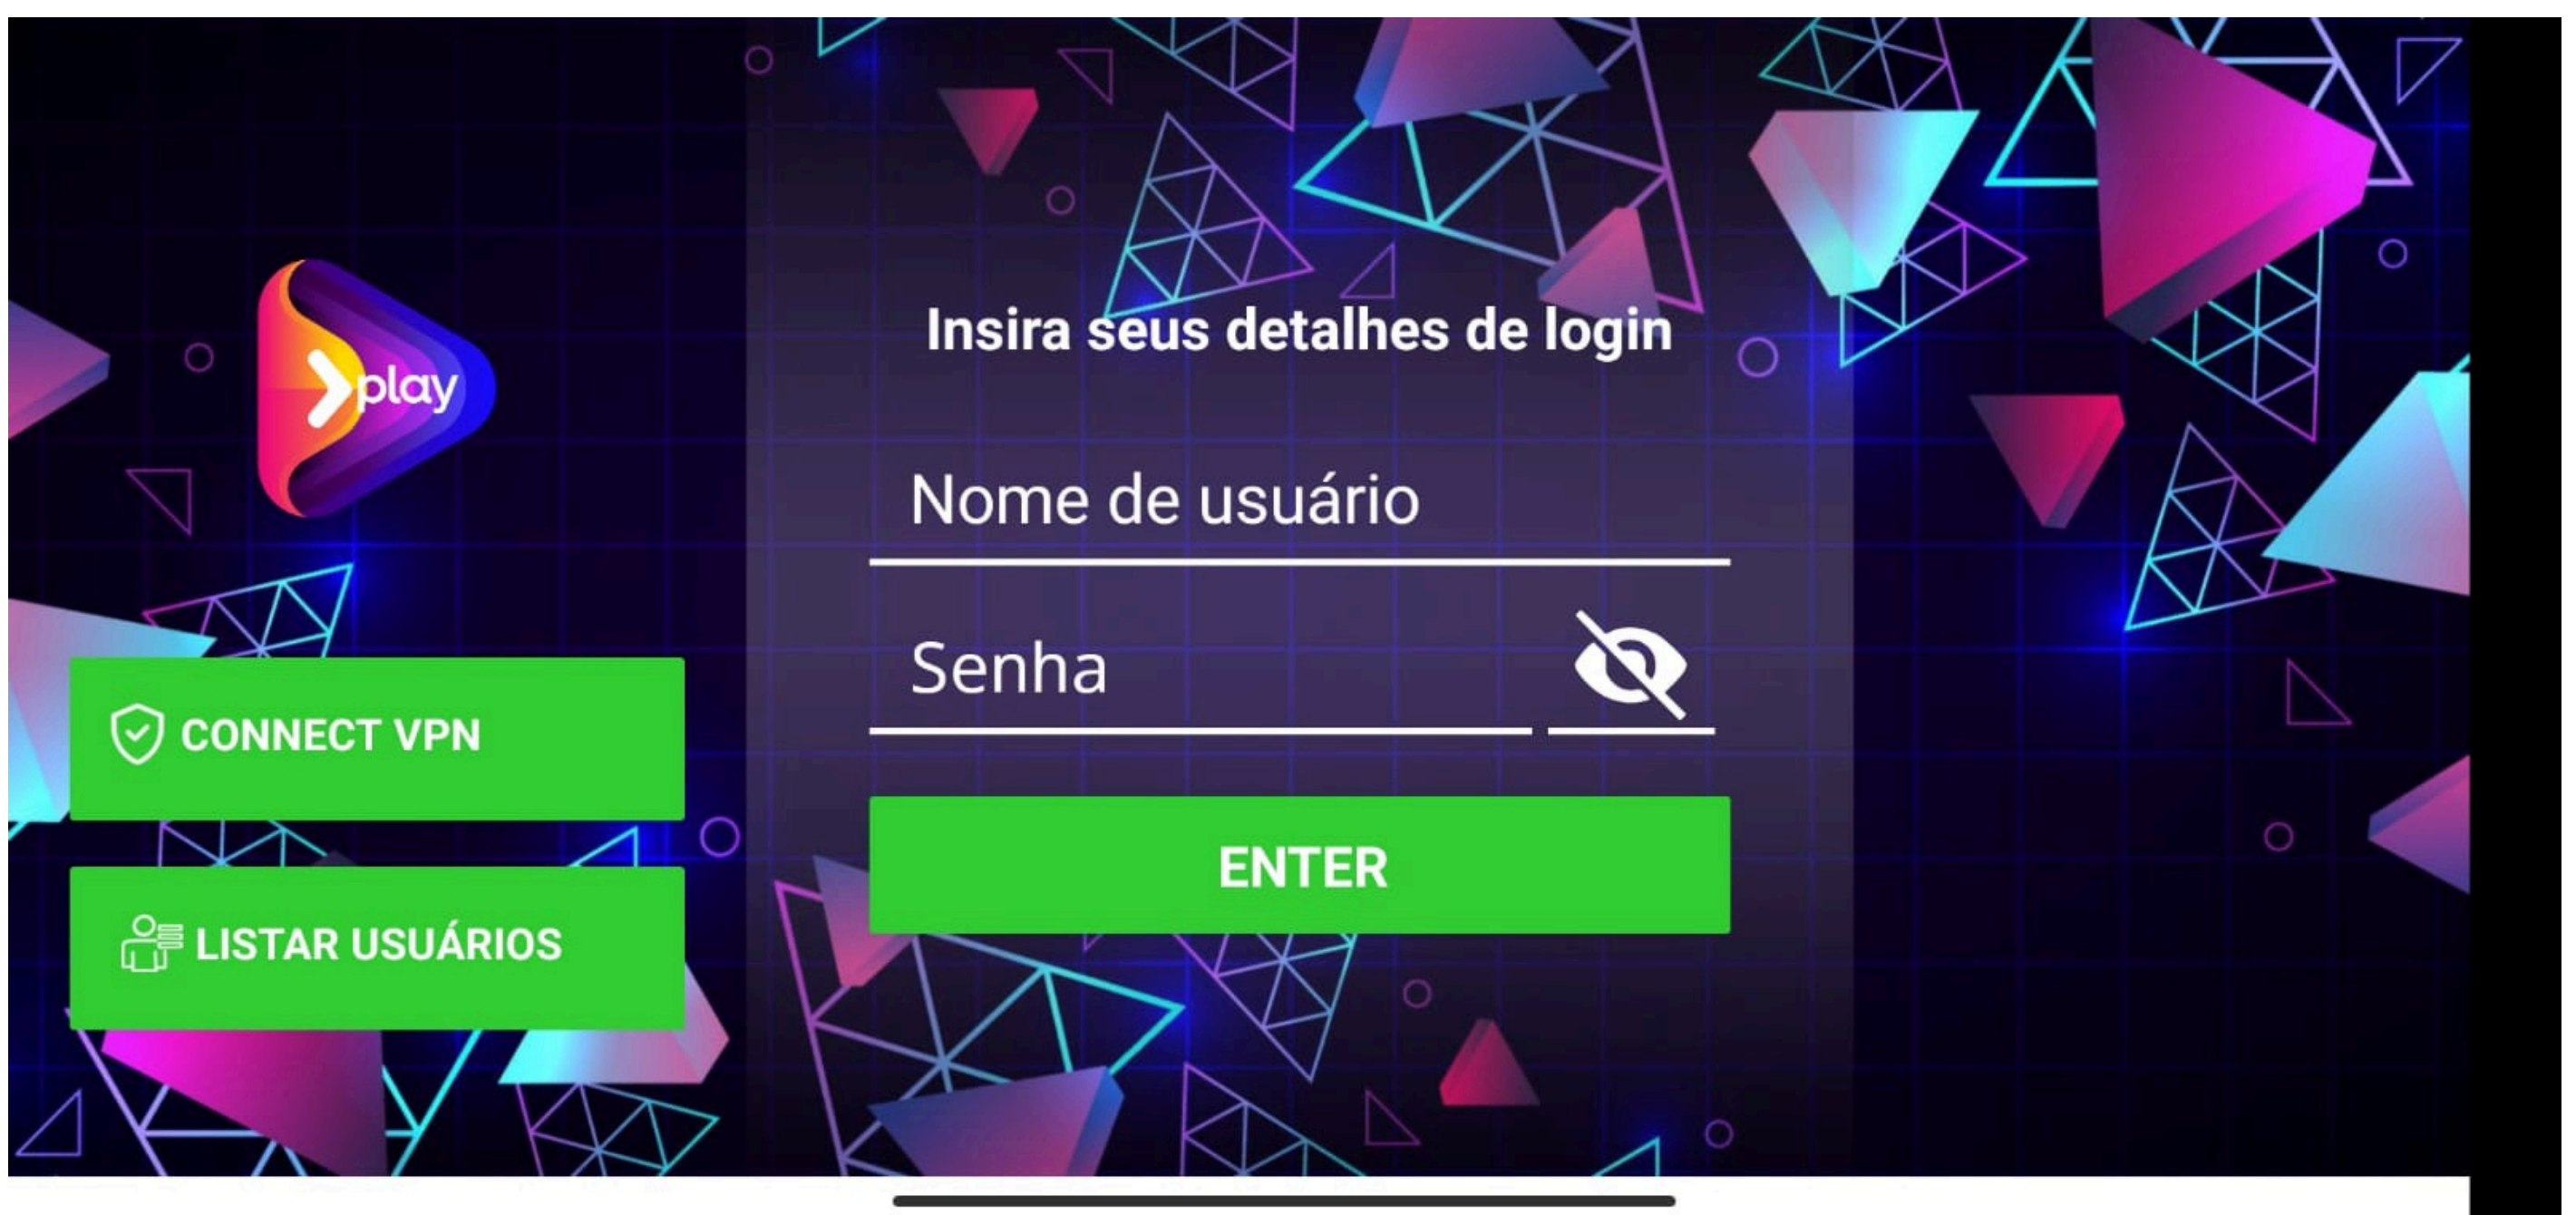 play
CONNECT VPN
LISTAR USUÁRIOS
Insira seus detalhes de login
Nome de usuário
Senha
ENTER